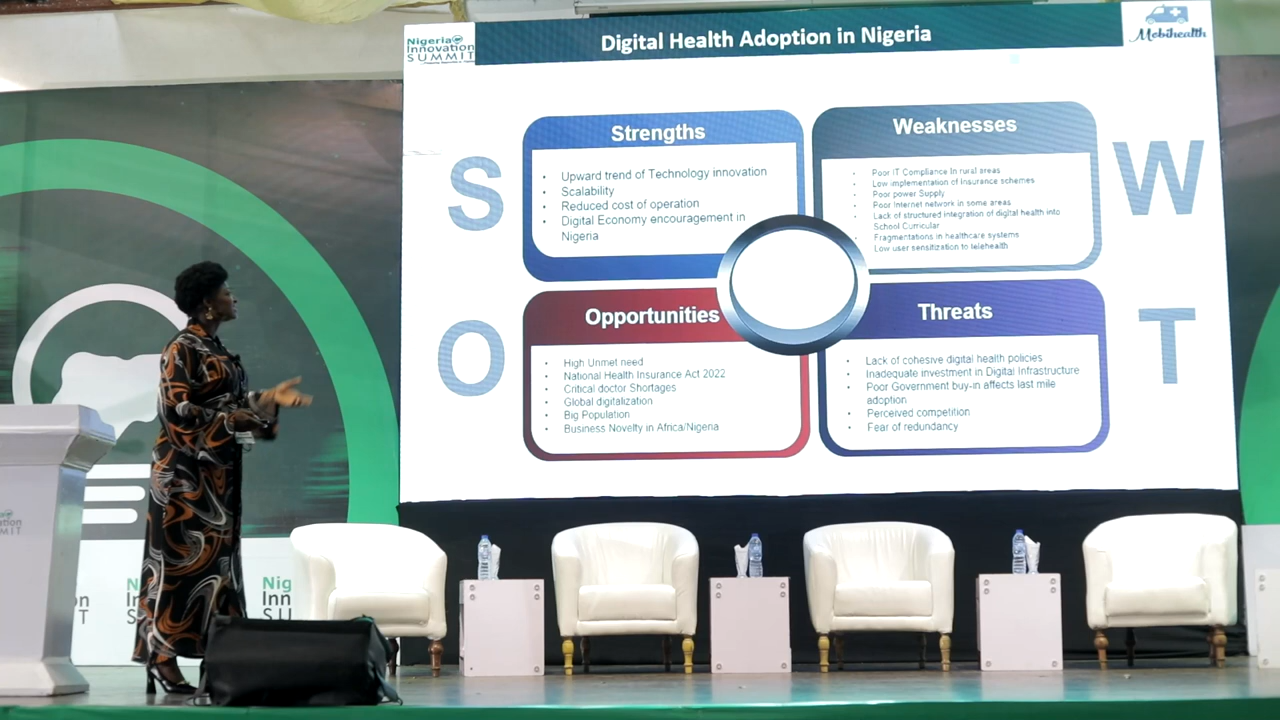 Nigeria
Innovation
SUMMIT
Digital Health Adoption in Nigeria
Mobihealth
S
Strengths
• Upward trend of Technology innovation
• Scalability
• Reduced cost of operation
• Digital Economy encouragement in
Nigeria
Weaknesses
• Poor IT Compliance In rural areas
• Low implementation of Insurance schemes
• Poor power Supply
• Poor Internet network in some areas
• Lack of structured integration of digital health into
School Curricular
• Fragmentations in healthcare systems
Low user sensitization to telehealth
W
O
Opportunities
• High Unmet need
• National Health Insurance Act 2022
• Critical doctor Shortages
• Global digitalization
• Big Population
• Business Novelty in Africa/Nigeria
Threats
• Lack of cohesive digital health policies
• Inadequate investment in Digital Infrastructure
• Poor Government buy-in affects last mile
adoption
• Perceived competition
• Fear of redundancy
T
Nig
Inn
SU